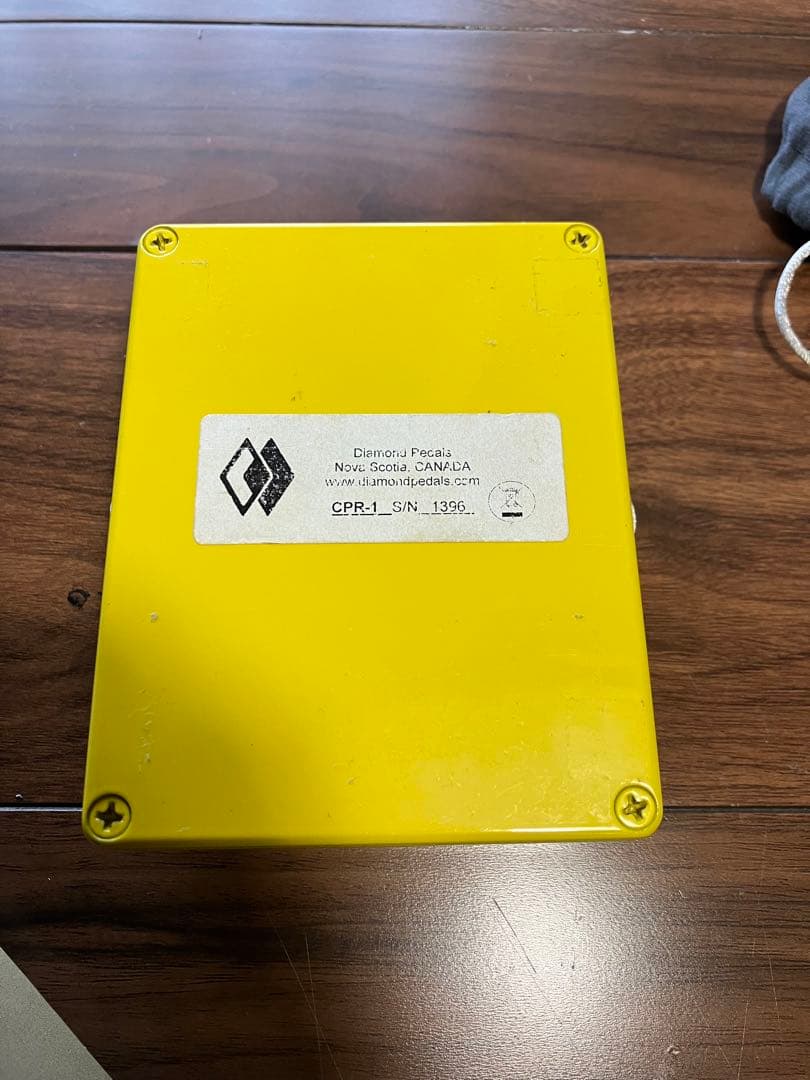 Diamond Pedals
Nova Scotia, CANADA
www.diamondpedals.com
CPR-1 S/N 1396